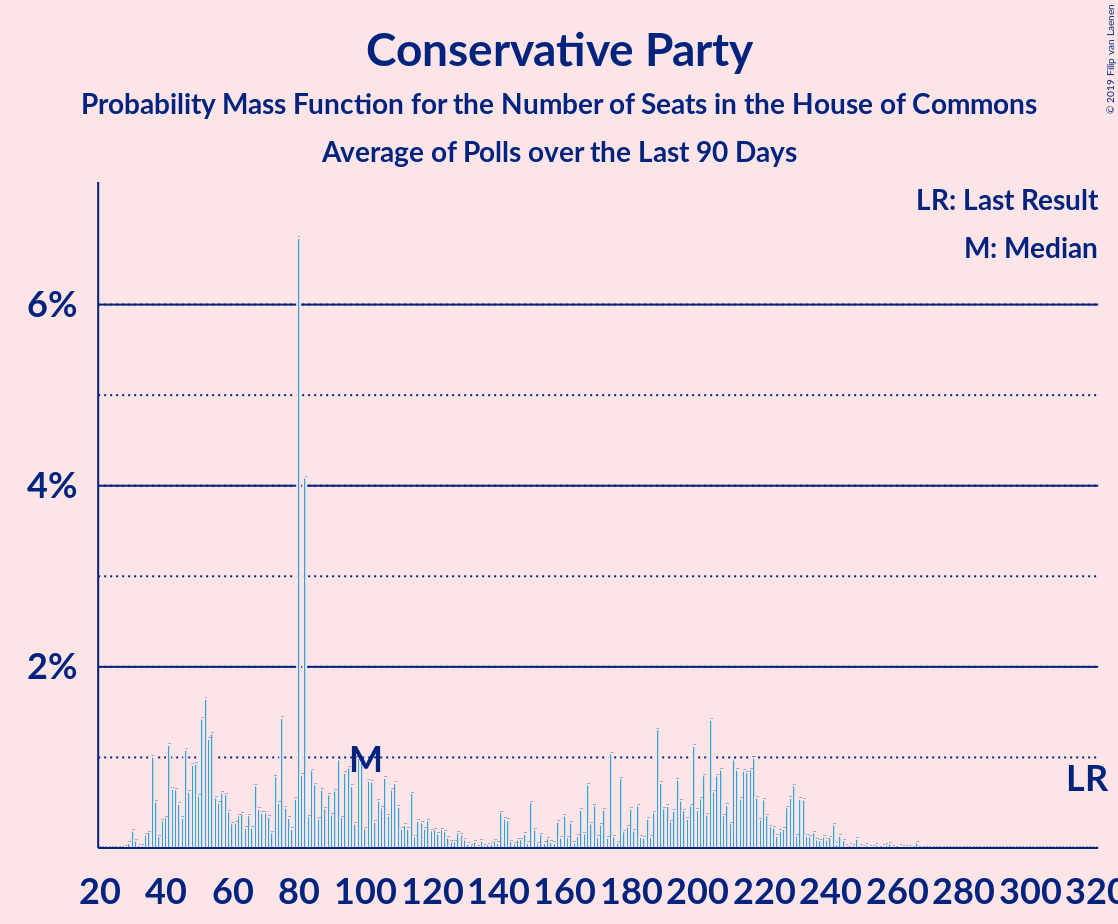 Conservative Party
Probability Mass Function for the Number of Seats in the House of Commons
Average of Polls over the Last 90 Days
© 2019 Filip van Laenen
LR: Last Result
M: Median
6%
4%
2%
M
LR
20 40 60 80 100 120 140 160 180 200 220 240 260 280 300 320